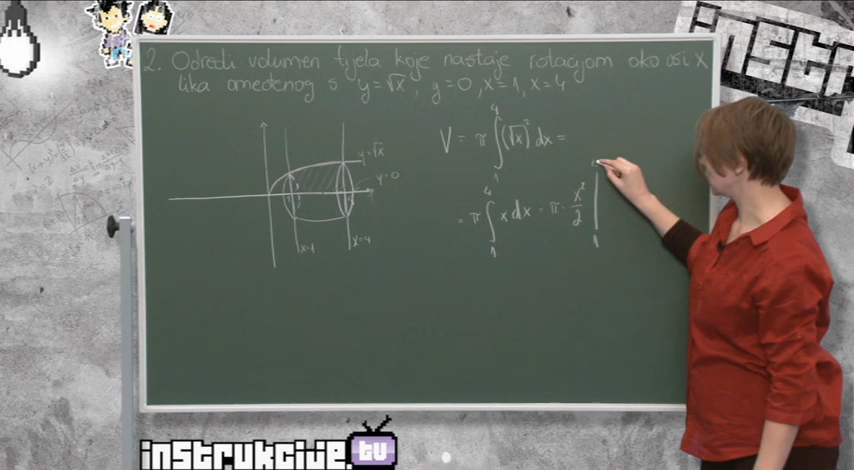 2. Odredi volumen tijela koje nastaje rotacijom oko osi x
lika omeđenog s y=√x, y=0, x=1, x=4
y=√x
y=0
x=1
x=4
V = π ∫₁⁴ (√x)² dx =
= π ∫₁⁴ x dx = π · x²/2 |₁
instrukcije.tv